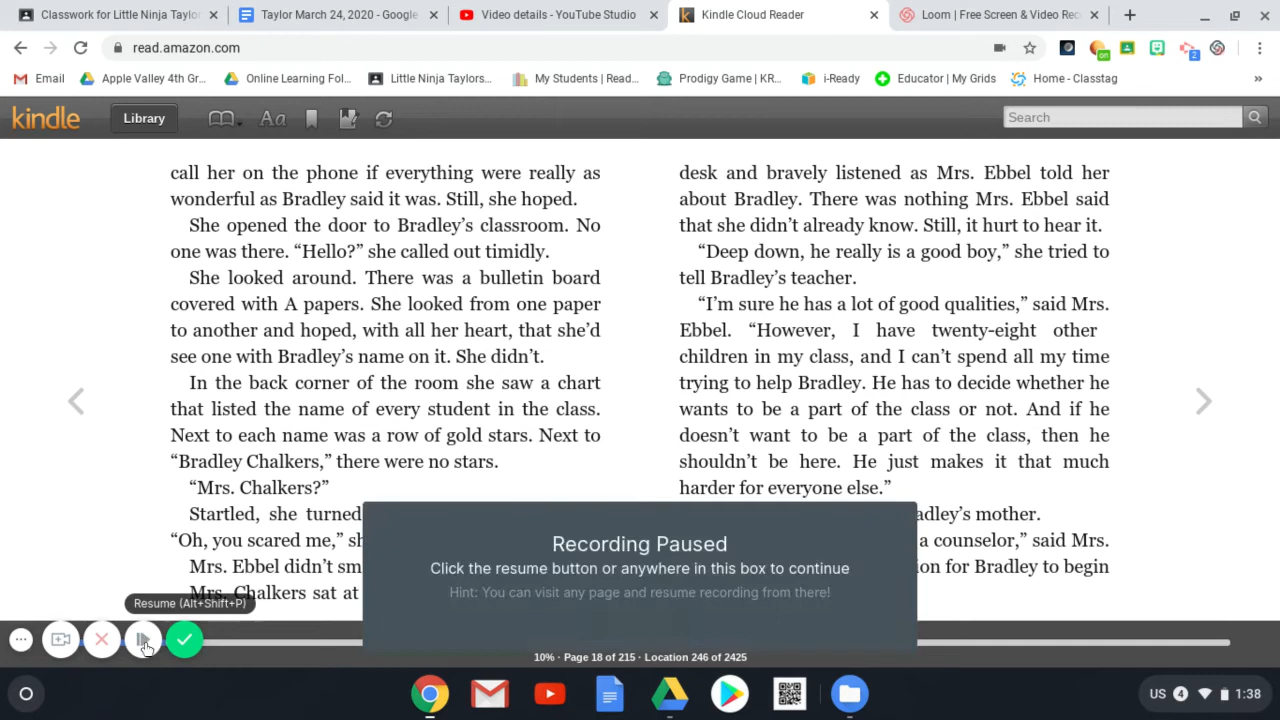 Classwork for Little Ninja Taylor
Taylor March 24, 2020 - Google
Video details - YouTube Studio
Kindle Cloud Reader
Loom | Free Screen & Video Rec
read.amazon.com
on
2
Email
Apple Valley 4th Gr...
Online Learning Fol...
Little Ninja Taylors...
My Students | Read...
Prodigy Game | KR...
i-Ready
Educator | My Grids
Home - Classtag
»
kindle
Library
Aa
Search
call her on the phone if everything were really as
wonderful as Bradley said it was. Still, she hoped.
She opened the door to Bradley's classroom. No
one was there. “Hello?” she called out timidly.
She looked around. There was a bulletin board
covered with A papers. She looked from one paper
to another and hoped, with all her heart, that she'd
see one with Bradley's name on it. She didn't.
In the back corner of the room she saw a chart
that listed the name of every student in the class.
Next to each name was a row of gold stars. Next to
“Bradley Chalkers,” there were no stars.
“Mrs. Chalkers?”
Startled, she turned
“Oh, you scared me,” sh
Mrs. Ebbel didn't sm
Mrs. Chalkers sat at
desk and bravely listened as Mrs. Ebbel told her
about Bradley. There was nothing Mrs. Ebbel said
that she didn't already know. Still, it hurt to hear it.
“Deep down, he really is a good boy,” she tried to
tell Bradley's teacher.
“I'm sure he has a lot of good qualities,” said Mrs.
Ebbel. “However, I have twenty-eight other
children in my class, and I can't spend all my time
trying to help Bradley. He has to decide whether he
wants to be a part of the class or not. And if he
doesn't want to be a part of the class, then he
shouldn't be here. He just makes it that much
harder for everyone else.”
adley's mother.
a counselor,” said Mrs.
ion for Bradley to begin
Recording Paused
Click the resume button or anywhere in this box to continue
Hint: You can visit any page and resume recording from there!
Resume (Alt+Shift+P)
10% · Page 18 of 215 · Location 246 of 2425
US 4 1:38